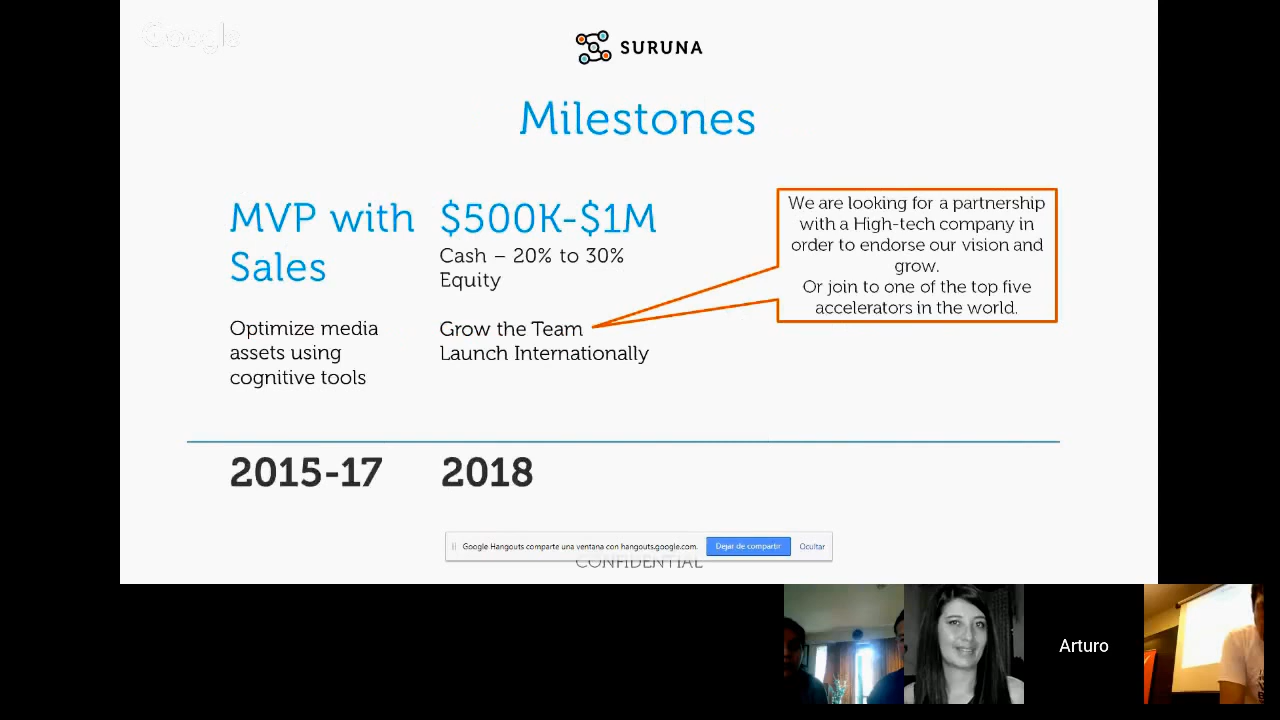 Google
SURUNA
Milestones
MVP with
Sales
Optimize media
assets using
cognitive tools
$500K-$1M
Cash – 20% to 30%
Equity
Grow the Team
Launch Internationally
We are looking for a partnership
with a High-tech company in
order to endorse our vision and
grow.
Or join to one of the top five
accelerators in the world.
2015-17
2018
Google Hangouts comparte una ventana con hangouts.google.com.
Dejar de compartir
Ocultar
CONFIDENTIAL
Arturo